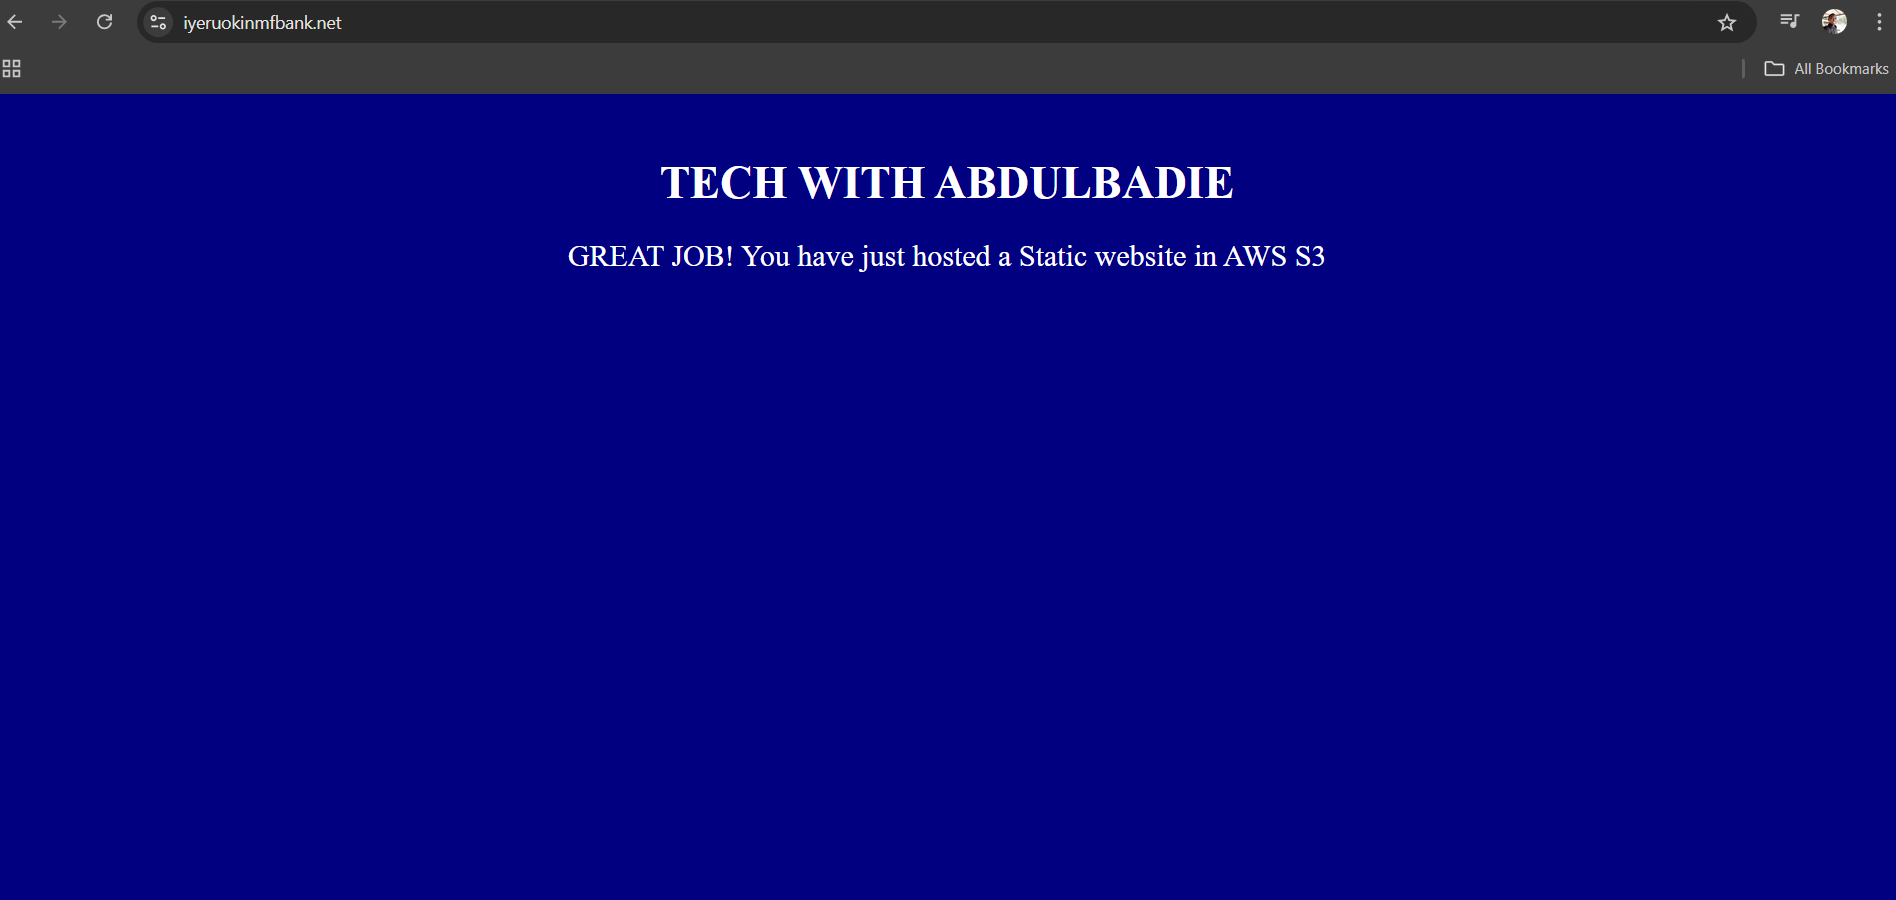 iyeruokinmfbank.net
All Bookmarks
TECH WITH ABDULBADIE
GREAT JOB! You have just hosted a Static website in AWS S3